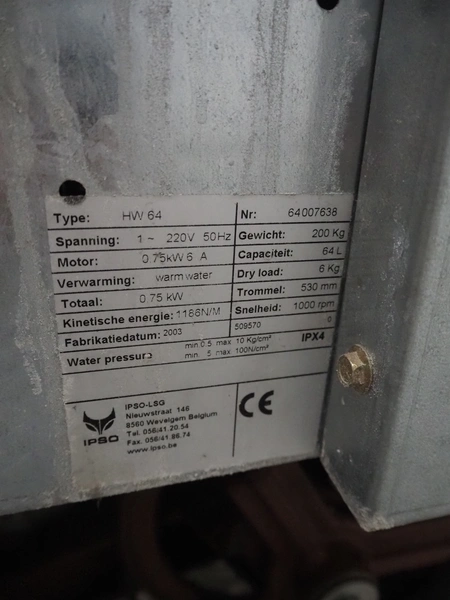 Type: HW 64 Nr: 64007638
Spanning: 1 ~ 220V 50Hz Gewicht: 200 Kg
Motor: 0.75kW 6 A Capaciteit: 64 L
Verwarming: warm water Dry load: 6 Kg
Totaal: 0.75 kW Trommel: 530 mm
Kinetische energie: 1186N/M Snelheid: 1000 rpm
Fabrikatiedatum: 2003 509570 0
Water pressure min.0.5 max 10 Kg/cm² IPX4
min. 5 max 100N/cm²
IPSO-LSG
Nieuwstraat 146
8560 Wevelgem Belgium
Tel. 056/41.20.54
Fax. 056/41.86.74
www.ipso.be
IPSO
CE